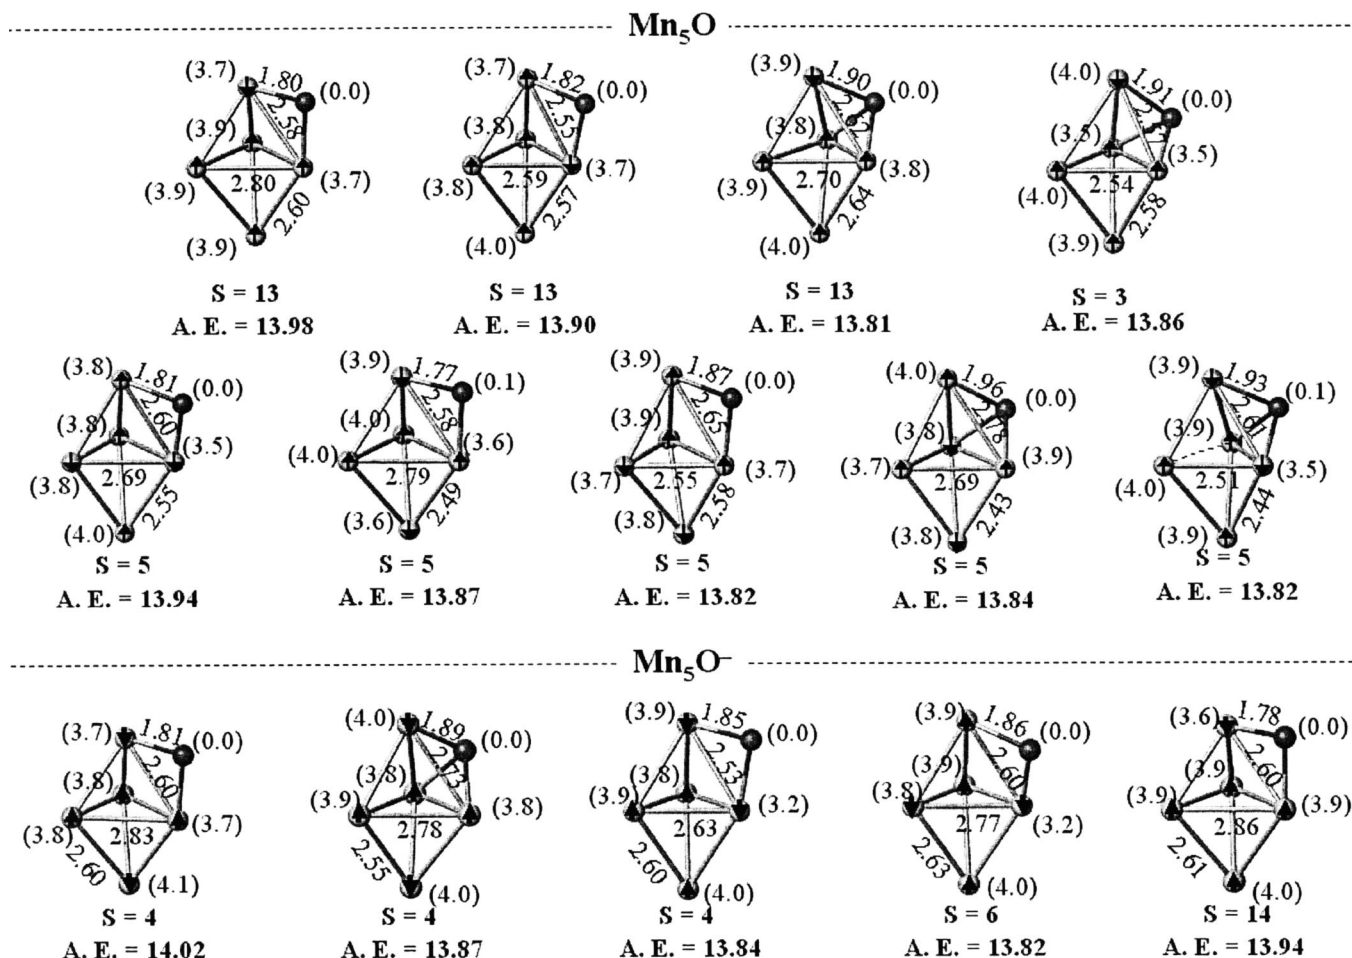 Mn₅O
(3.7) 1.80 (0.0)
2.58
(3.9)
2.80
(3.9) (3.7)
2.60
(3.9)
S = 13
A. E. = 13.98
(3.7) 1.82 (0.0)
2.55
(3.8)
2.59
(3.8) (3.7)
2.57
(4.0)
S = 13
A. E. = 13.90
(3.9) 1.90 (0.0)
(3.8)
2.70
(3.9) (3.8)
2.64
(4.0)
S = 13
A. E. = 13.81
(4.0) 1.91 (0.0)
(3.5) (3.5)
2.54
(4.0)
2.58
(3.9)
S = 3
A. E. = 13.86
(3.8) 1.81 (0.0)
2.60
(3.8) (3.5)
2.69
(3.8)
2.55
(4.0)
S = 5
A. E. = 13.94
(3.9) 1.77 (0.1)
2.58
(4.0) (3.6)
(4.0) 2.79
2.49
(3.6)
S = 5
A. E. = 13.87
(3.9) 1.87 (0.0)
2.65
(3.9)
2.55
(3.7) (3.7)
2.58
(3.8)
S = 5
A. E. = 13.82
(4.0) 1.96 (0.0)
2.78
(3.8) (3.9)
(3.7) 2.69
2.43
(3.8)
S = 5
A. E. = 13.84
(3.9) 1.93 (0.1)
2.61
(3.9)
2.51 (3.5)
(4.0)
2.44
(3.9)
S = 5
A. E. = 13.82
Mn₅O⁻
(3.7) 1.81 (0.0)
2.60
(3.8)
2.83 (3.7)
(3.8)
2.60
(4.1)
S = 4
A. E. = 14.02
(4.0) 1.89 (0.0)
2.73
(3.8)
(3.9) (3.8)
2.78
2.55
(4.0)
S = 4
A. E. = 13.87
(3.9) 1.85 (0.0)
2.53
(3.8)
(3.9) (3.2)
2.63
2.60
(4.0)
S = 4
A. E. = 13.84
(3.9) 1.86 (0.0)
2.60
(3.9)
(3.8) (3.2)
2.77
2.63
(4.0)
S = 6
A. E. = 13.82
(3.6) 1.78 (0.0)
2.60
(3.9)
(3.9) (3.9)
2.86
2.61
(4.0)
S = 14
A. E. = 13.94